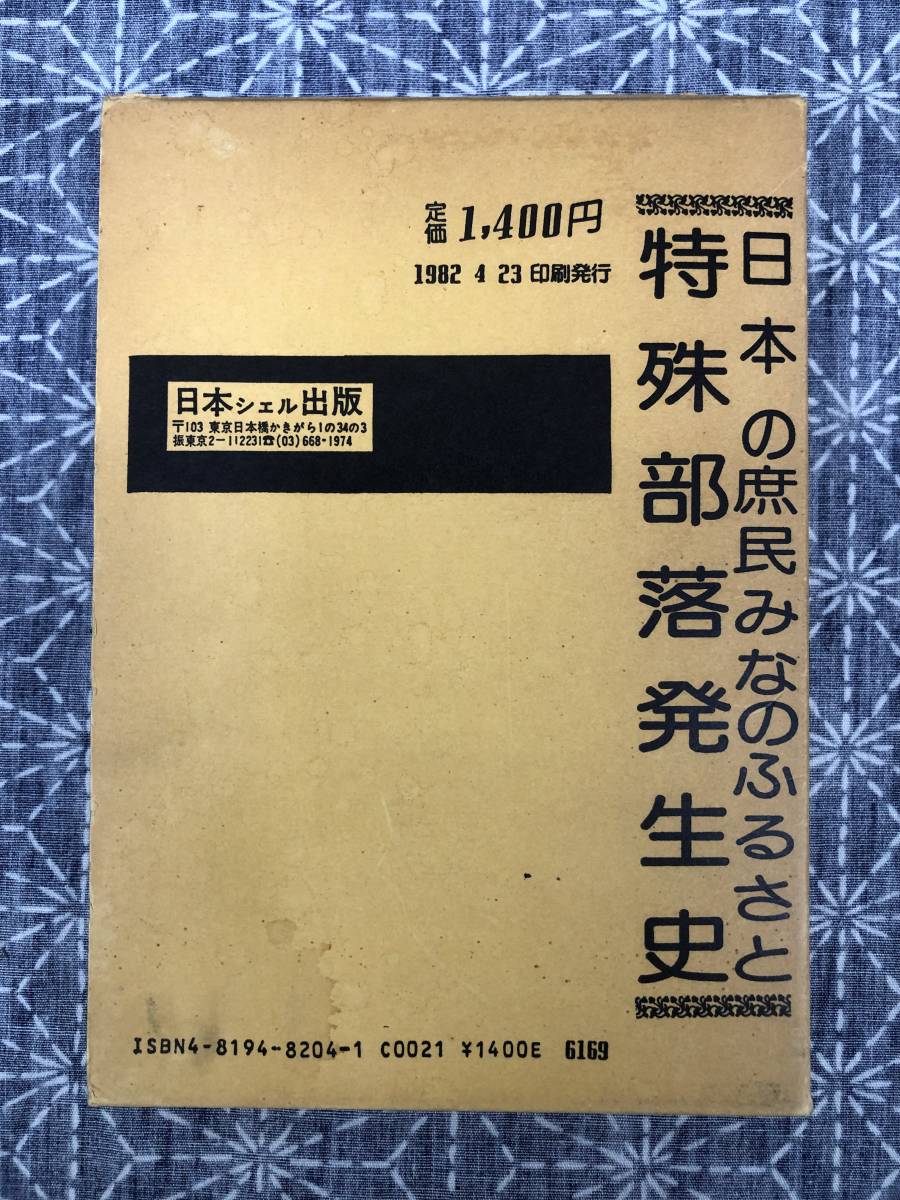 日本の庶民みなのふるさと
特殊部落発生史
定価 1,400円
1982 4 23 印刷発行
日本シェル出版
〒103 東京日本橋かきがら1の34の3
振東京2-112231☎(03)668-1974
ISBN4-8194-8204-1 C0021 ¥1400E 6169